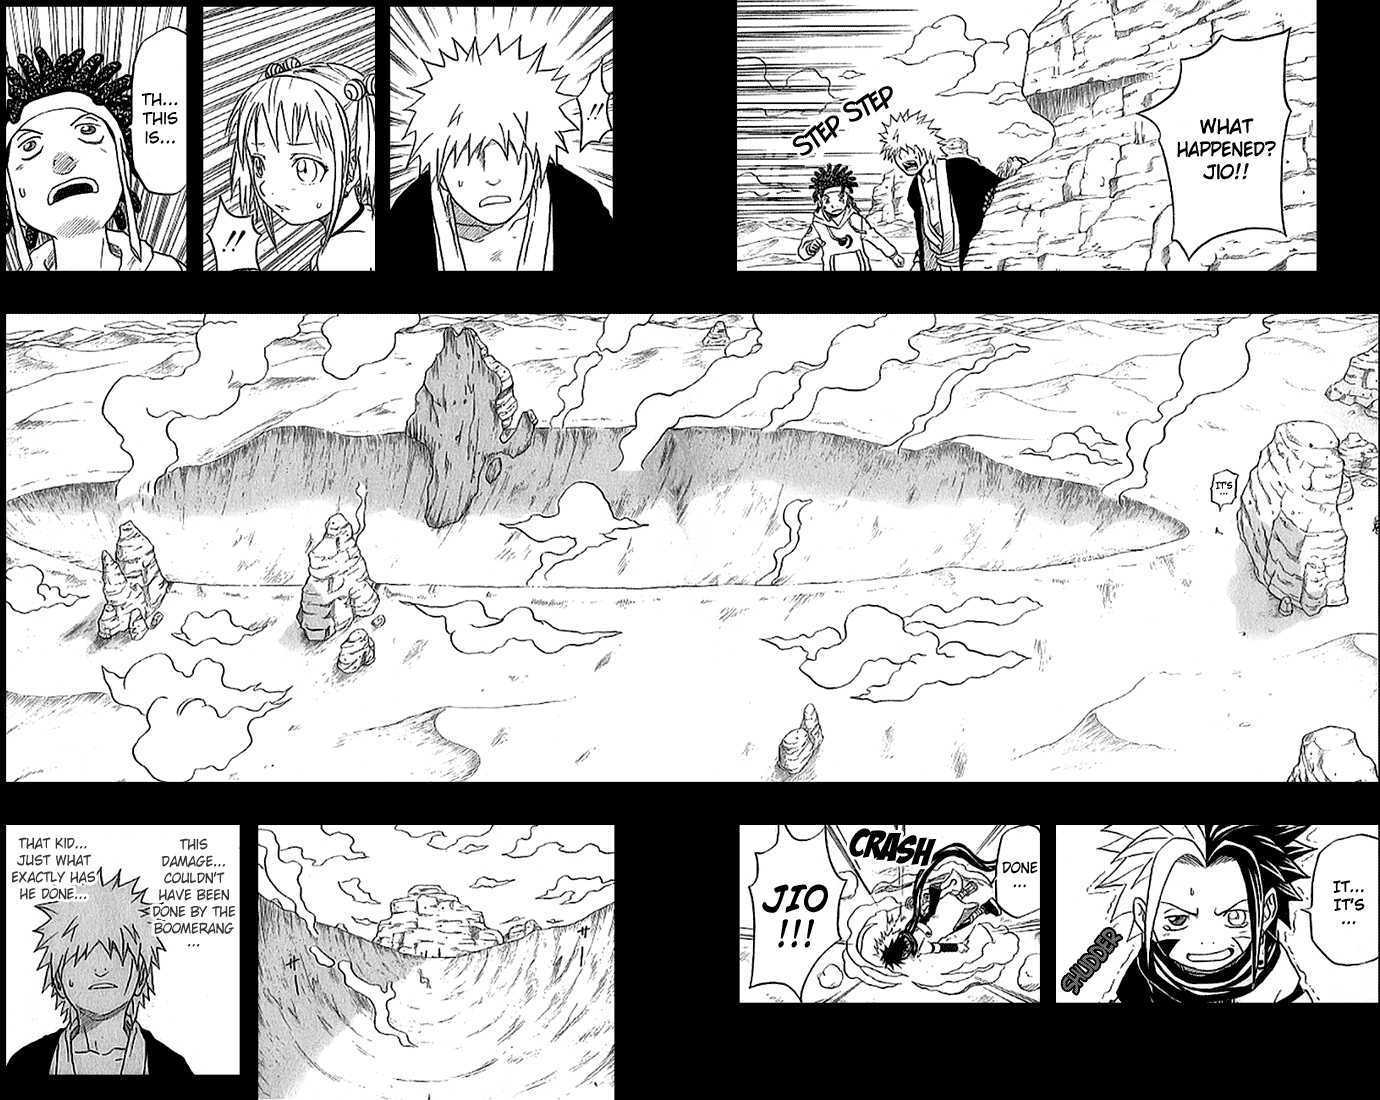 WHAT
HAPPENED?
JIO!!
STEP STEP
!!
!!
TH...
THIS
IS...
IT'S
...
IT...
IT'S
...
SHUDDER
DONE
...
CRASH
JIO
!!!
THIS
DAMAGE...
COULDN'T
HAVE BEEN
DONE BY THE
BOOMERANG
...
THAT KID...
JUST WHAT
EXACTLY HAS
HE DONE...